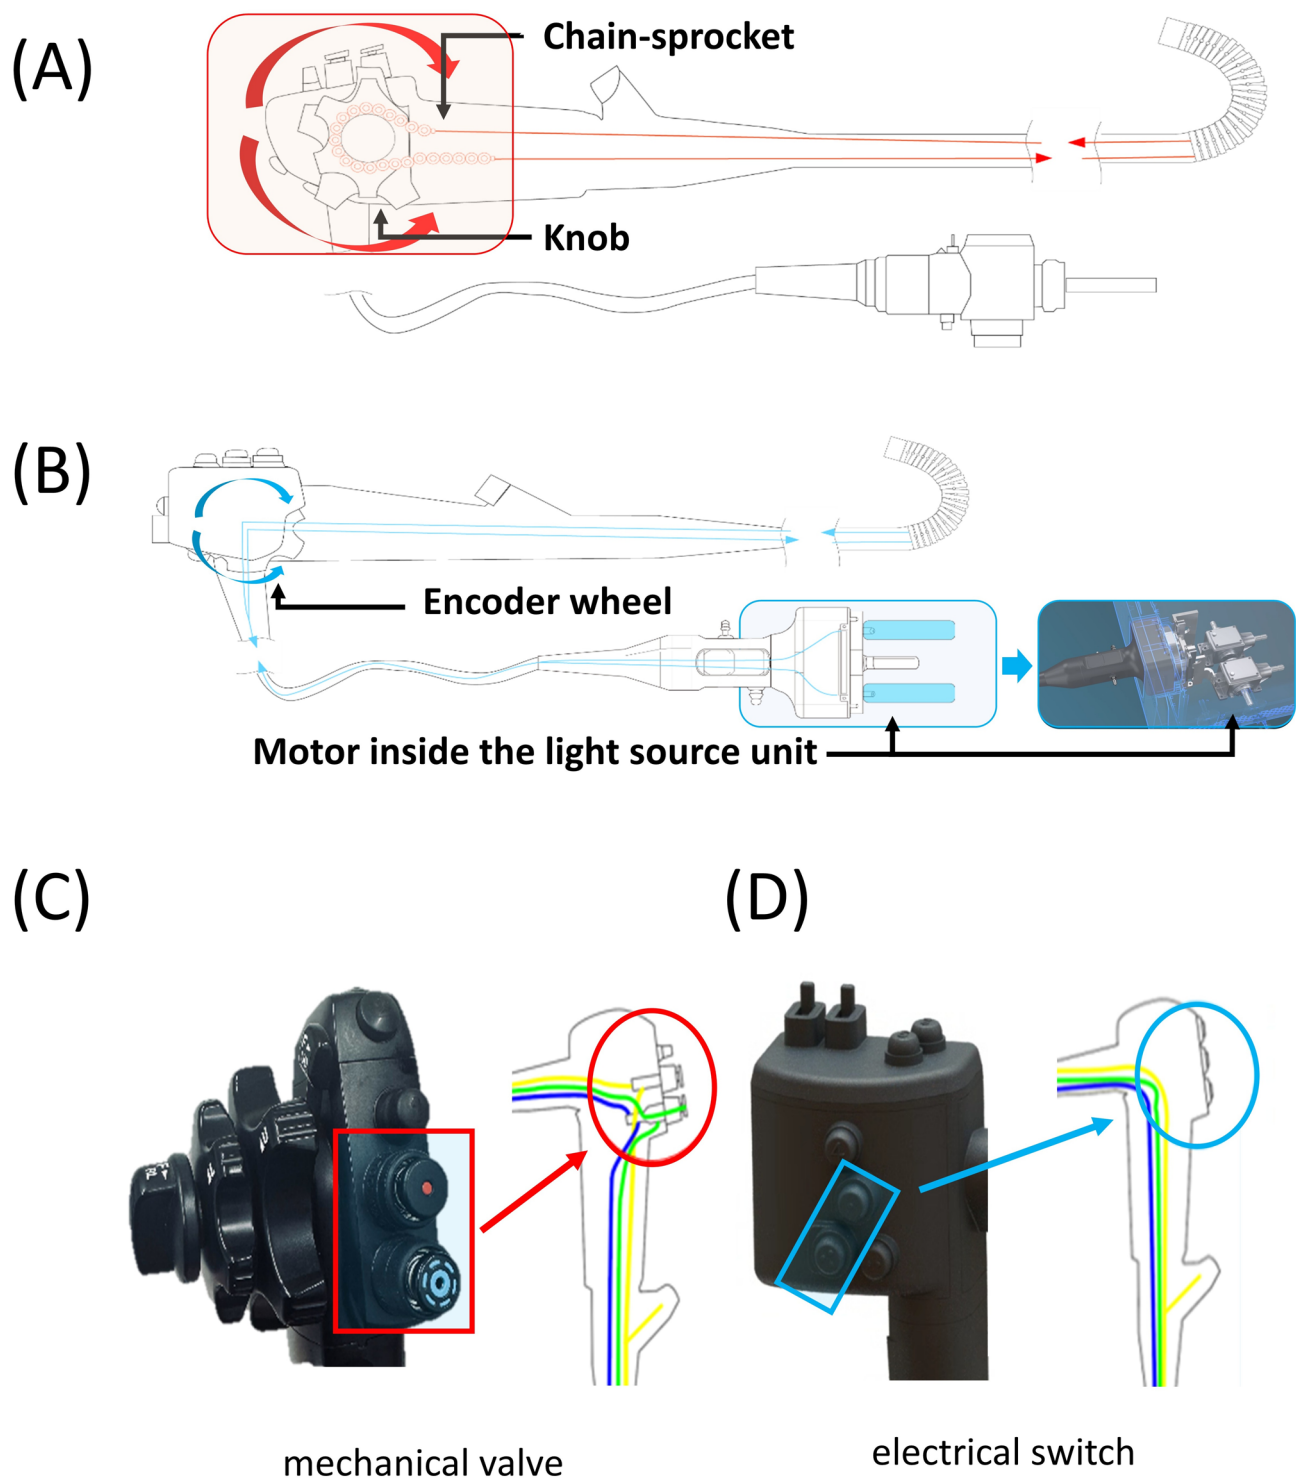 (A)
Chain-sprocket
Knob
(B)
Encoder wheel
Motor inside the light source unit
(C)
(D)
mechanical valve
electrical switch